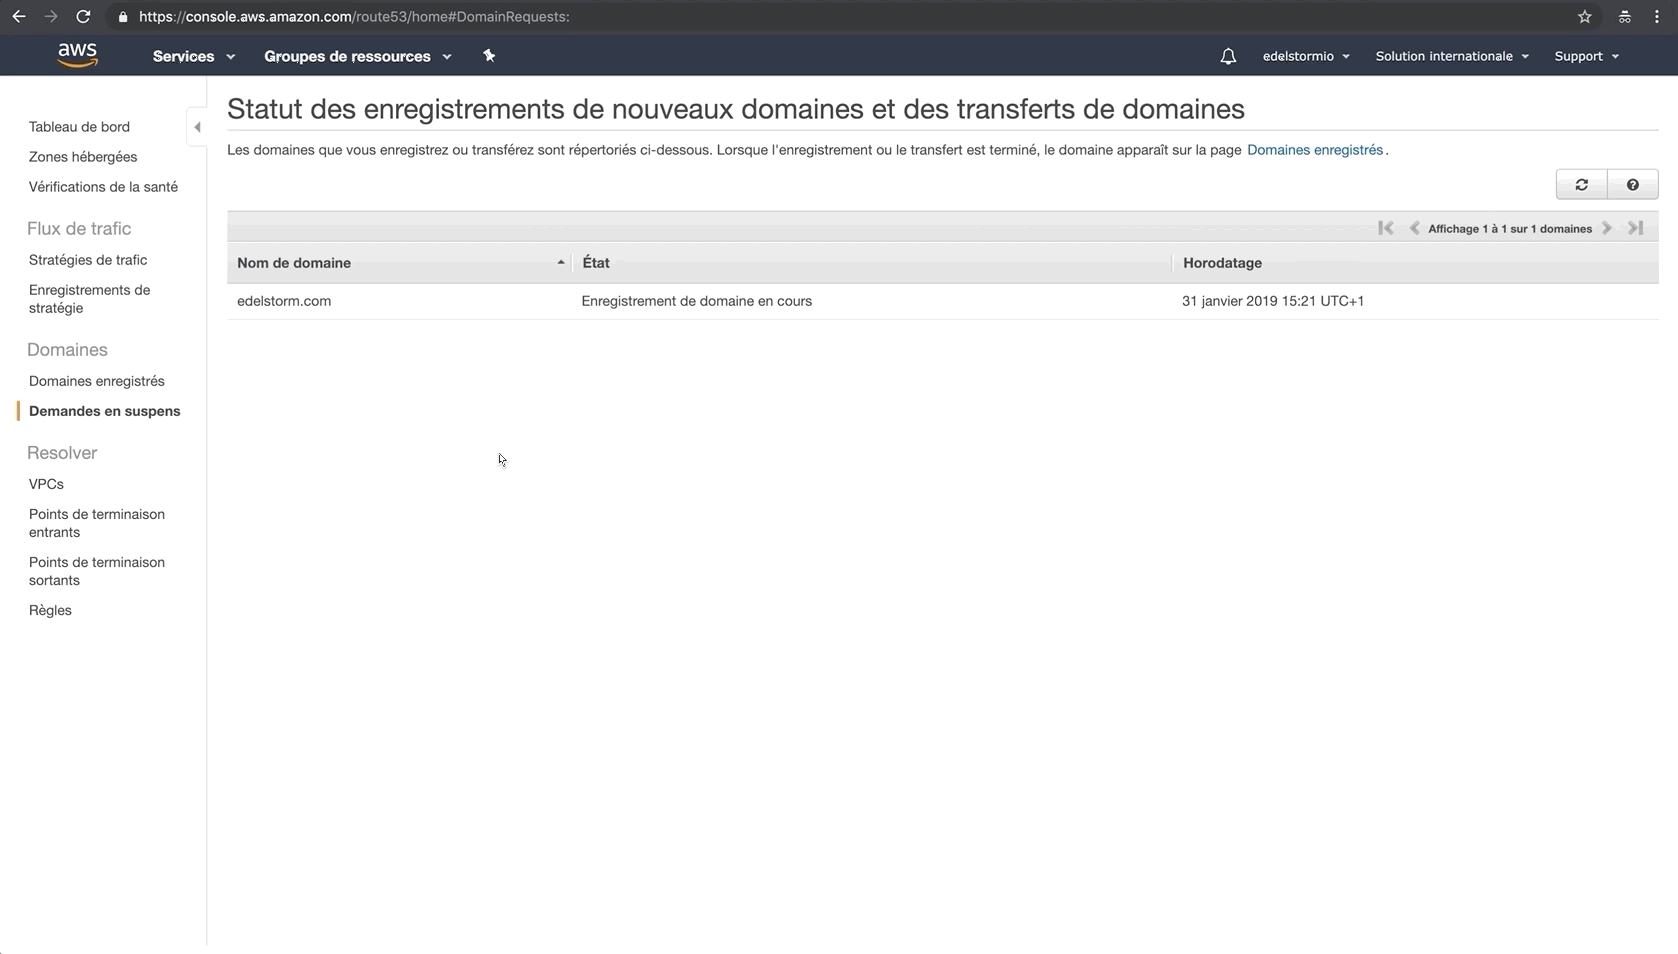 https://console.aws.amazon.com/route53/home#DomainRequests:
aws Services Groupes de ressources edelstormio Solution internationale Support
Tableau de bord
Zones hébergées
Vérifications de la santé
Flux de trafic
Stratégies de trafic
Enregistrements de
stratégie
Domaines
Domaines enregistrés
Demandes en suspens
Resolver
VPCs
Points de terminaison
entrants
Points de terminaison
sortants
Règles
Statut des enregistrements de nouveaux domaines et des transferts de domaines
Les domaines que vous enregistrez ou transférez sont répertoriés ci-dessous. Lorsque l'enregistrement ou le transfert est terminé, le domaine apparaît sur la page Domaines enregistrés.
Affichage 1 à 1 sur 1 domaines
Nom de domaine État Horodatage
edelstorm.com Enregistrement de domaine en cours 31 janvier 2019 15:21 UTC+1